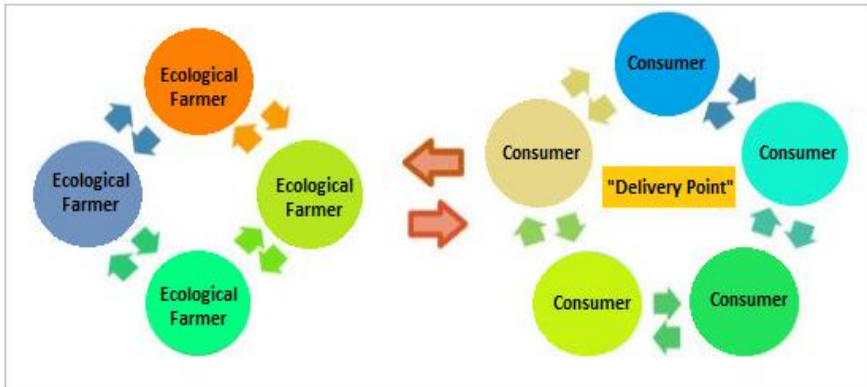 Ecological
Farmer
Ecological
Farmer
Ecological
Farmer
Ecological
Farmer
Consumer
Consumer
Consumer
"Delivery Point"
Consumer
Consumer